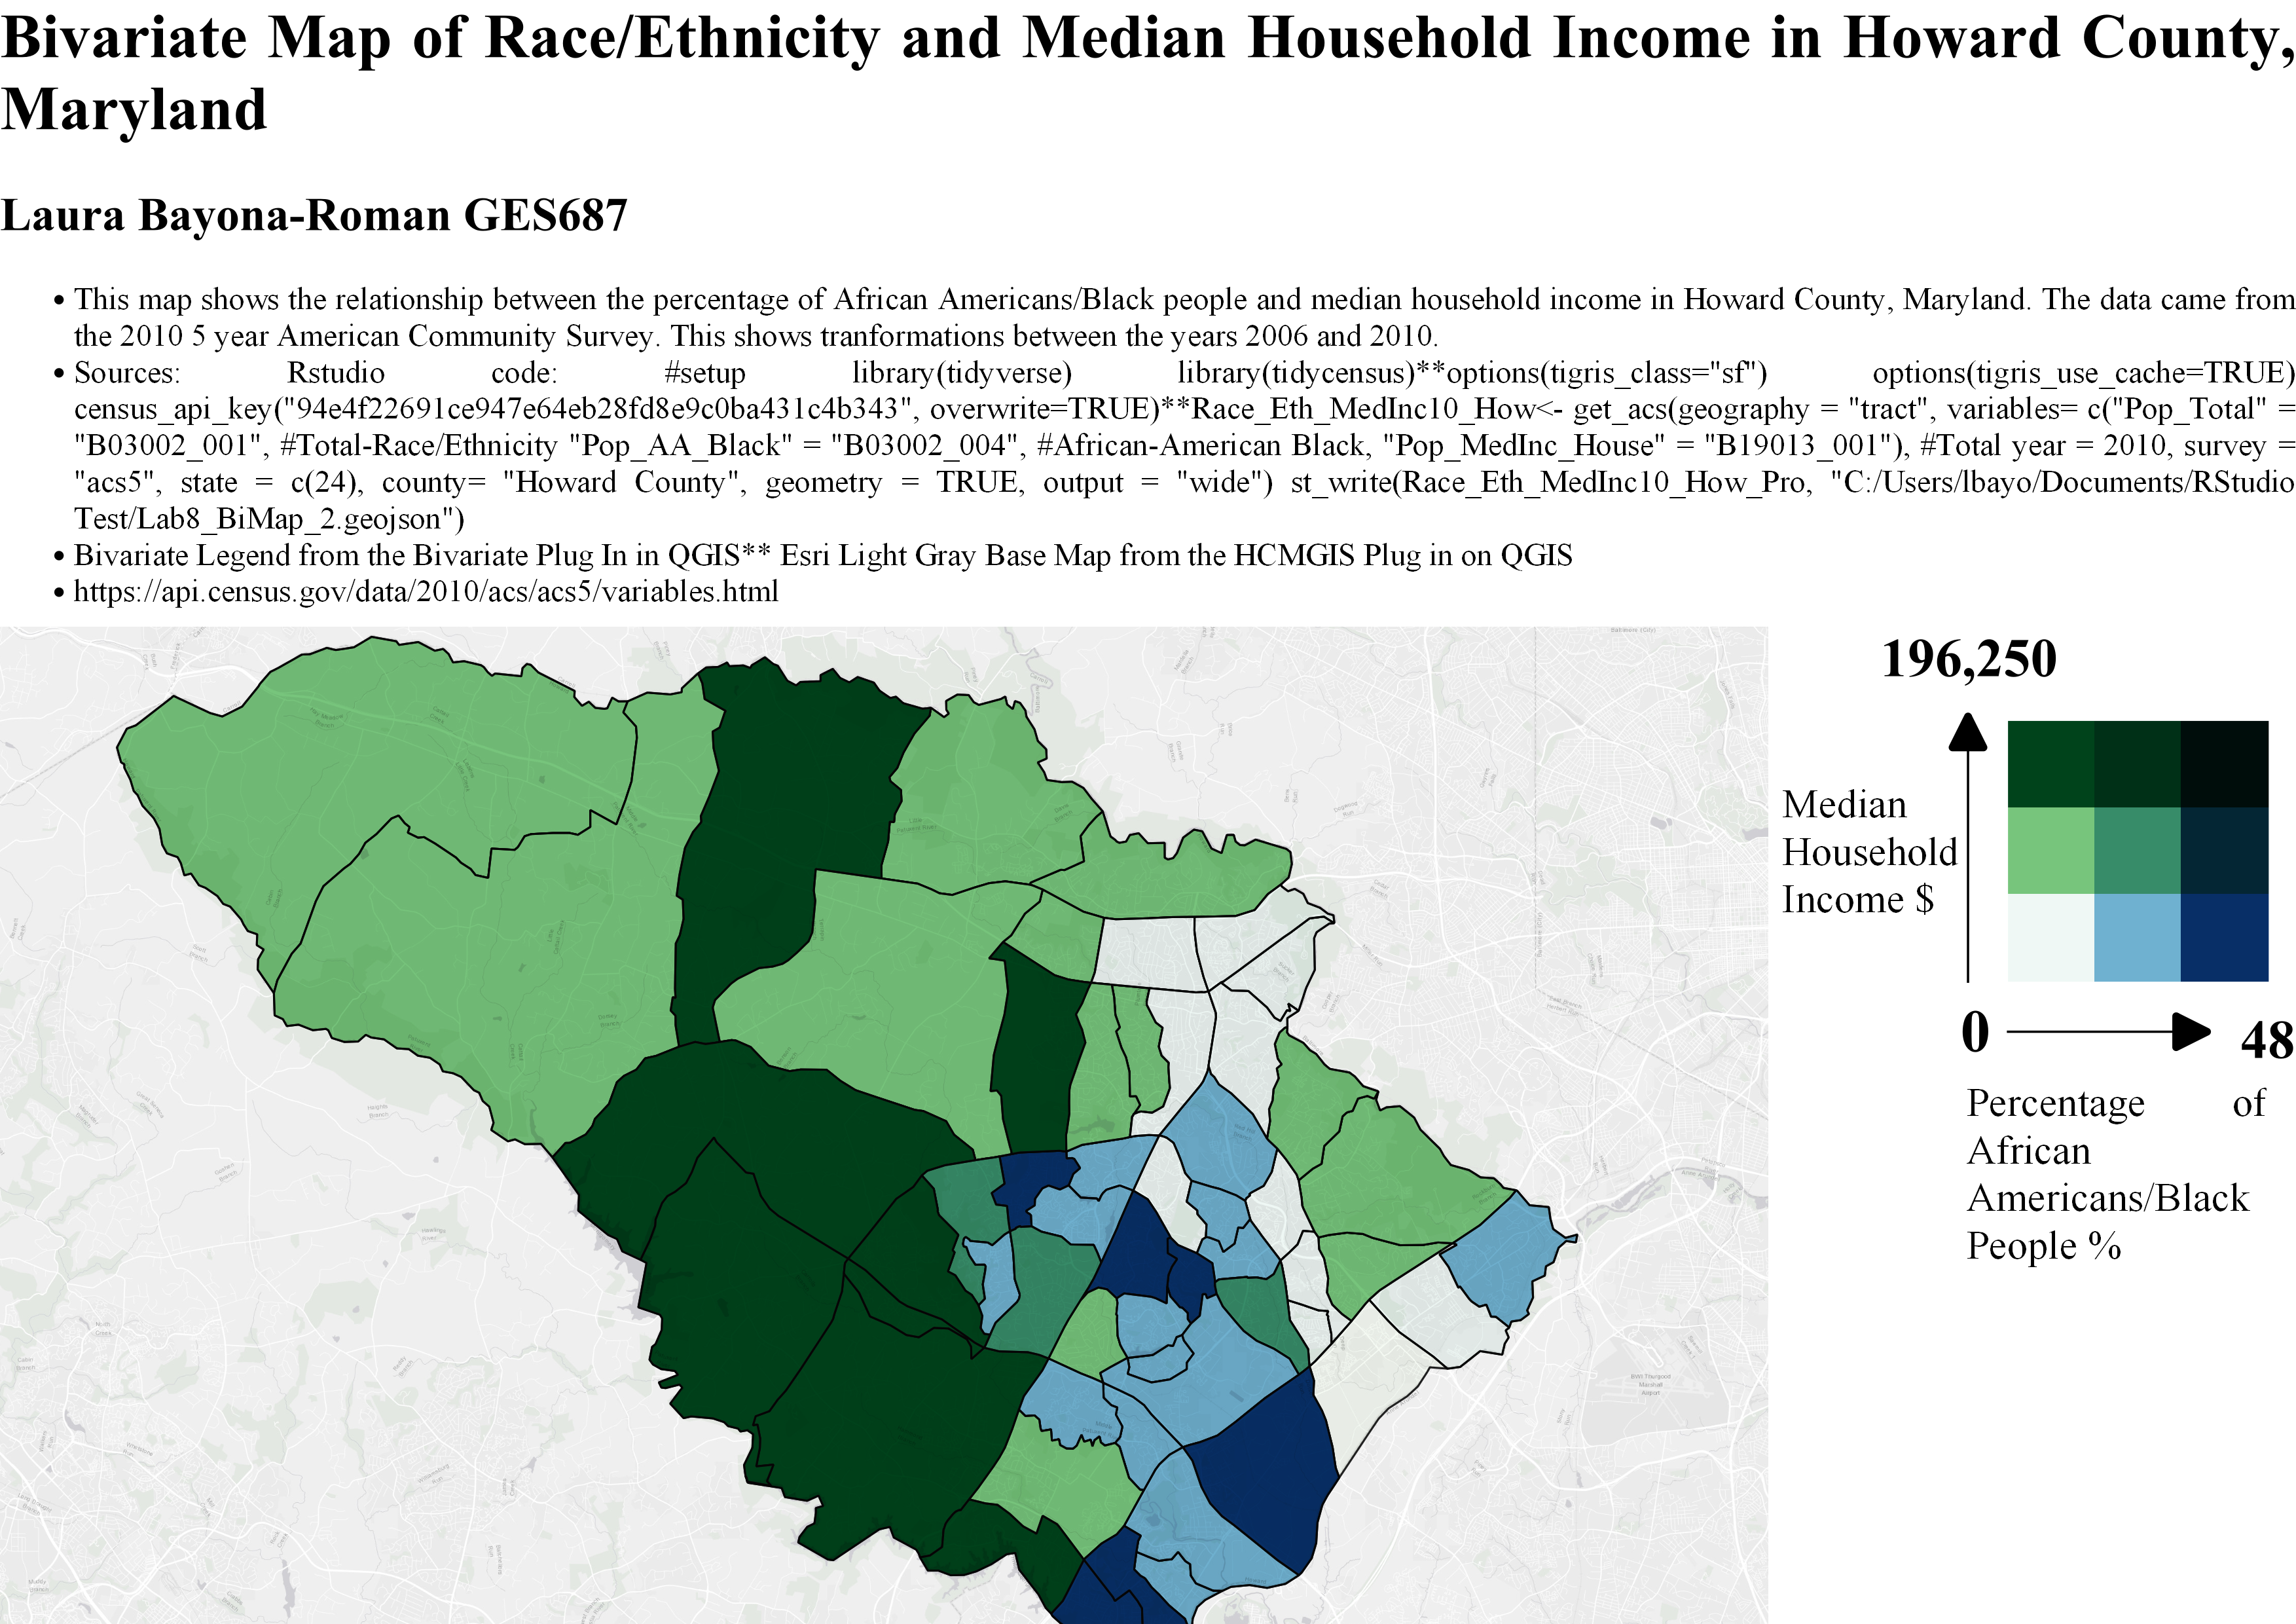 Bivariate Map of Race/Ethnicity and Median Household Income in Howard County,
Maryland
Laura Bayona-Roman GES687
• This map shows the relationship between the percentage of African Americans/Black people and median household income in Howard County, Maryland. The data came from
the 2010 5 year American Community Survey. This shows tranformations between the years 2006 and 2010.
• Sources: Rstudio code: #setup library(tidyverse) library(tidycensus)**options(tigris_class="sf") options(tigris_use_cache=TRUE)
census_api_key("94e4f22691ce947e64eb28fd8e9c0ba431c4b343", overwrite=TRUE)**Race_Eth_MedInc10_How<- get_acs(geography = "tract", variables= c("Pop_Total" =
"B03002_001", #Total-Race/Ethnicity "Pop_AA_Black" = "B03002_004", #African-American Black, "Pop_MedInc_House" = "B19013_001"), #Total year = 2010, survey =
"acs5", state = c(24), county= "Howard County", geometry = TRUE, output = "wide") st_write(Race_Eth_MedInc10_How_Pro, "C:/Users/lbayo/Documents/RStudio
Test/Lab8_BiMap_2.geojson")
• Bivariate Legend from the Bivariate Plug In in QGIS** Esri Light Gray Base Map from the HCMGIS Plug in on QGIS
• https://api.census.gov/data/2010/acs/acs5/variables.html
196,250
Median
Household
Income $
0
48
Percentage of
African
Americans/Black
People %